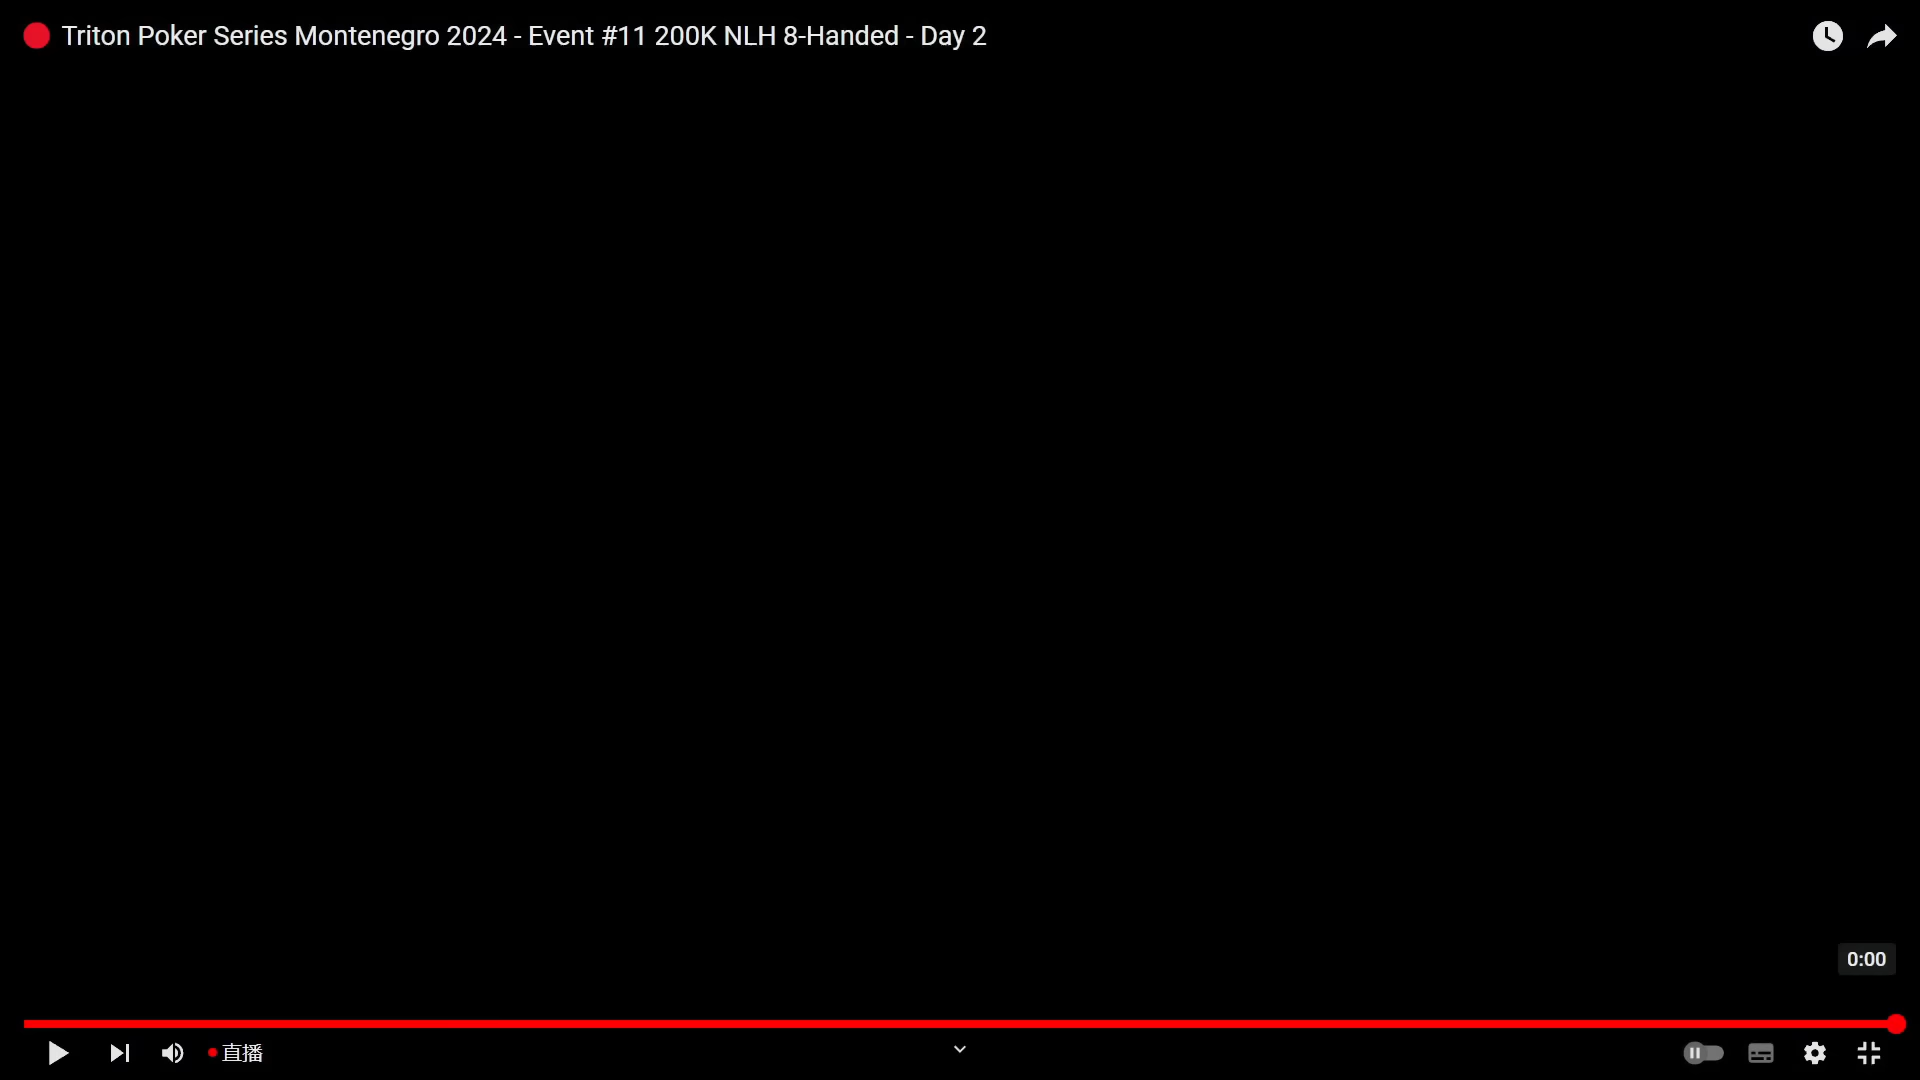 Triton Poker Series Montenegro 2024 - Event #11 200K NLH 8-Handed - Day 2
0:00
直播